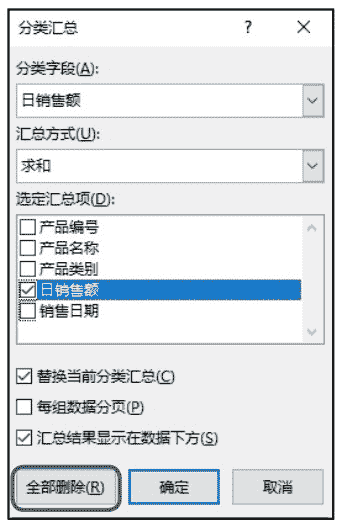 分类汇总 ? ×
分类字段(A):
日销售额
汇总方式(U):
求和
选定汇总项(D):
产品编号
产品名称
产品类别
日销售额
销售日期
替换当前分类汇总(C)
每组数据分页(P)
汇总结果显示在数据下方(S)
全部删除(R) 确定 取消